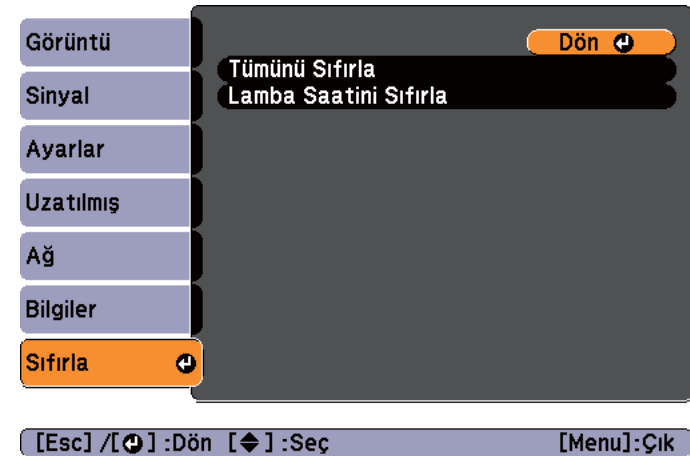 Görüntü
Sinyal
Ayarlar
Uzatılmış
Ağ
Bilgiler
Sıfırla
Dön
Tümünü Sıfırla
Lamba Saatini Sıfırla
[Esc] /[ ] :Dön [ ] :Seç [Menu]:Çık